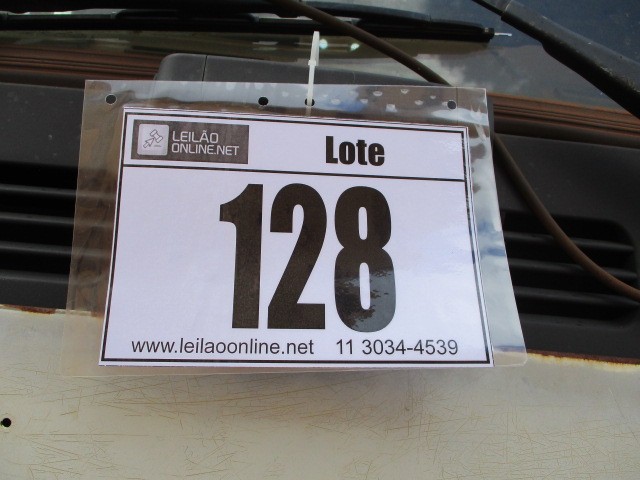 LEILÃO
ONLINE.NET
Lote
128
www.leilaoonline.net 11 3034-4539